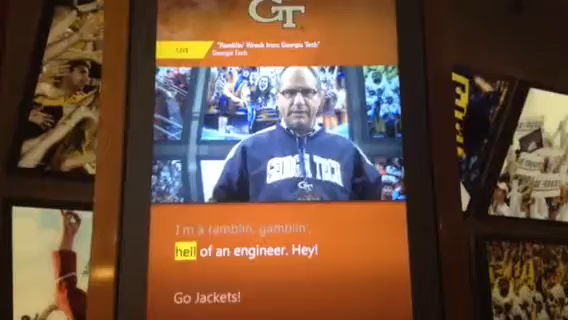 GT
"Ramblin' Wreck from Georgia Tech"
Georgia Tech
GEORGIA TECH
GT
I'm a ramblin, gamblin',
hell of an engineer. Hey!
Go Jackets!